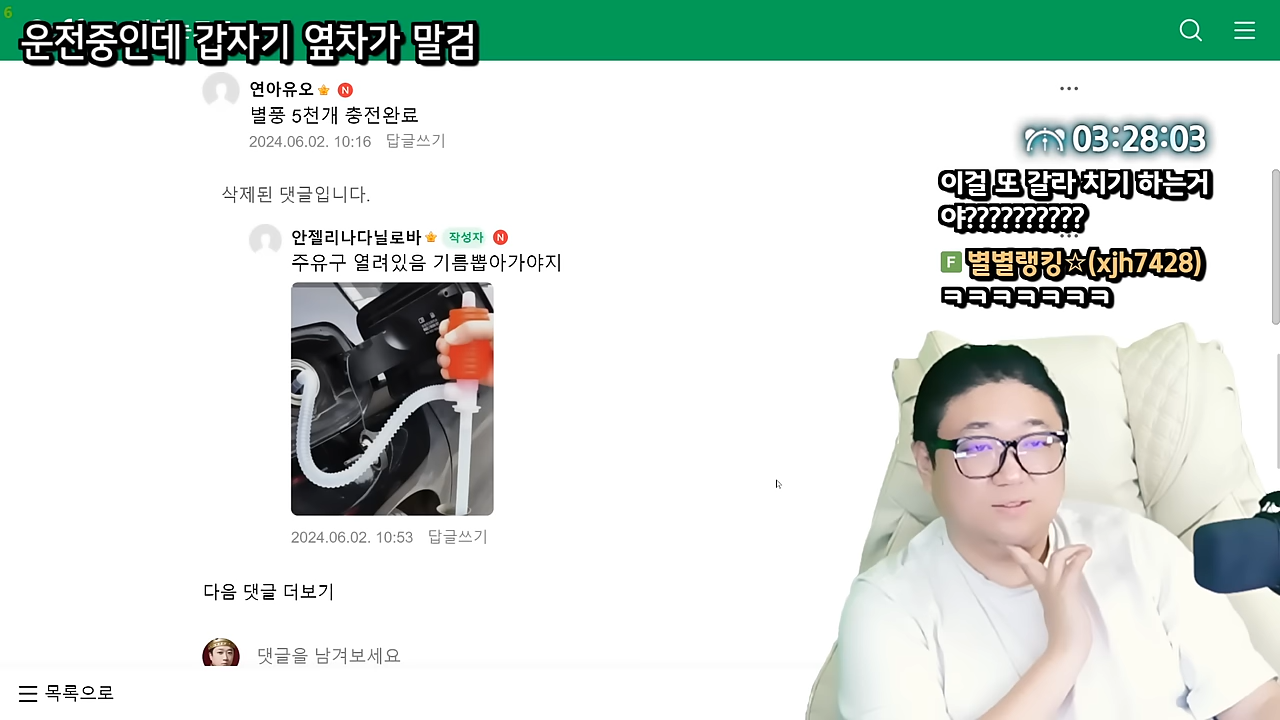 6
운전중인데 갑자기 옆차가 말검
연아유오 N
별풍 5천개 충전완료
2024.06.02. 10:16 답글쓰기
03:28:03
이걸 또 갈라 치기 하는거
야??????????
F 별별랭킹☆(xjh7428)
ㅋㅋㅋㅋㅋㅋㅋ
삭제된 댓글입니다.
안젤리나다닐로바 작성자 N
주유구 열려있음 기름뽑아가야지
2024.06.02. 10:53 답글쓰기
다음 댓글 더보기
댓글을 남겨보세요
목록으로